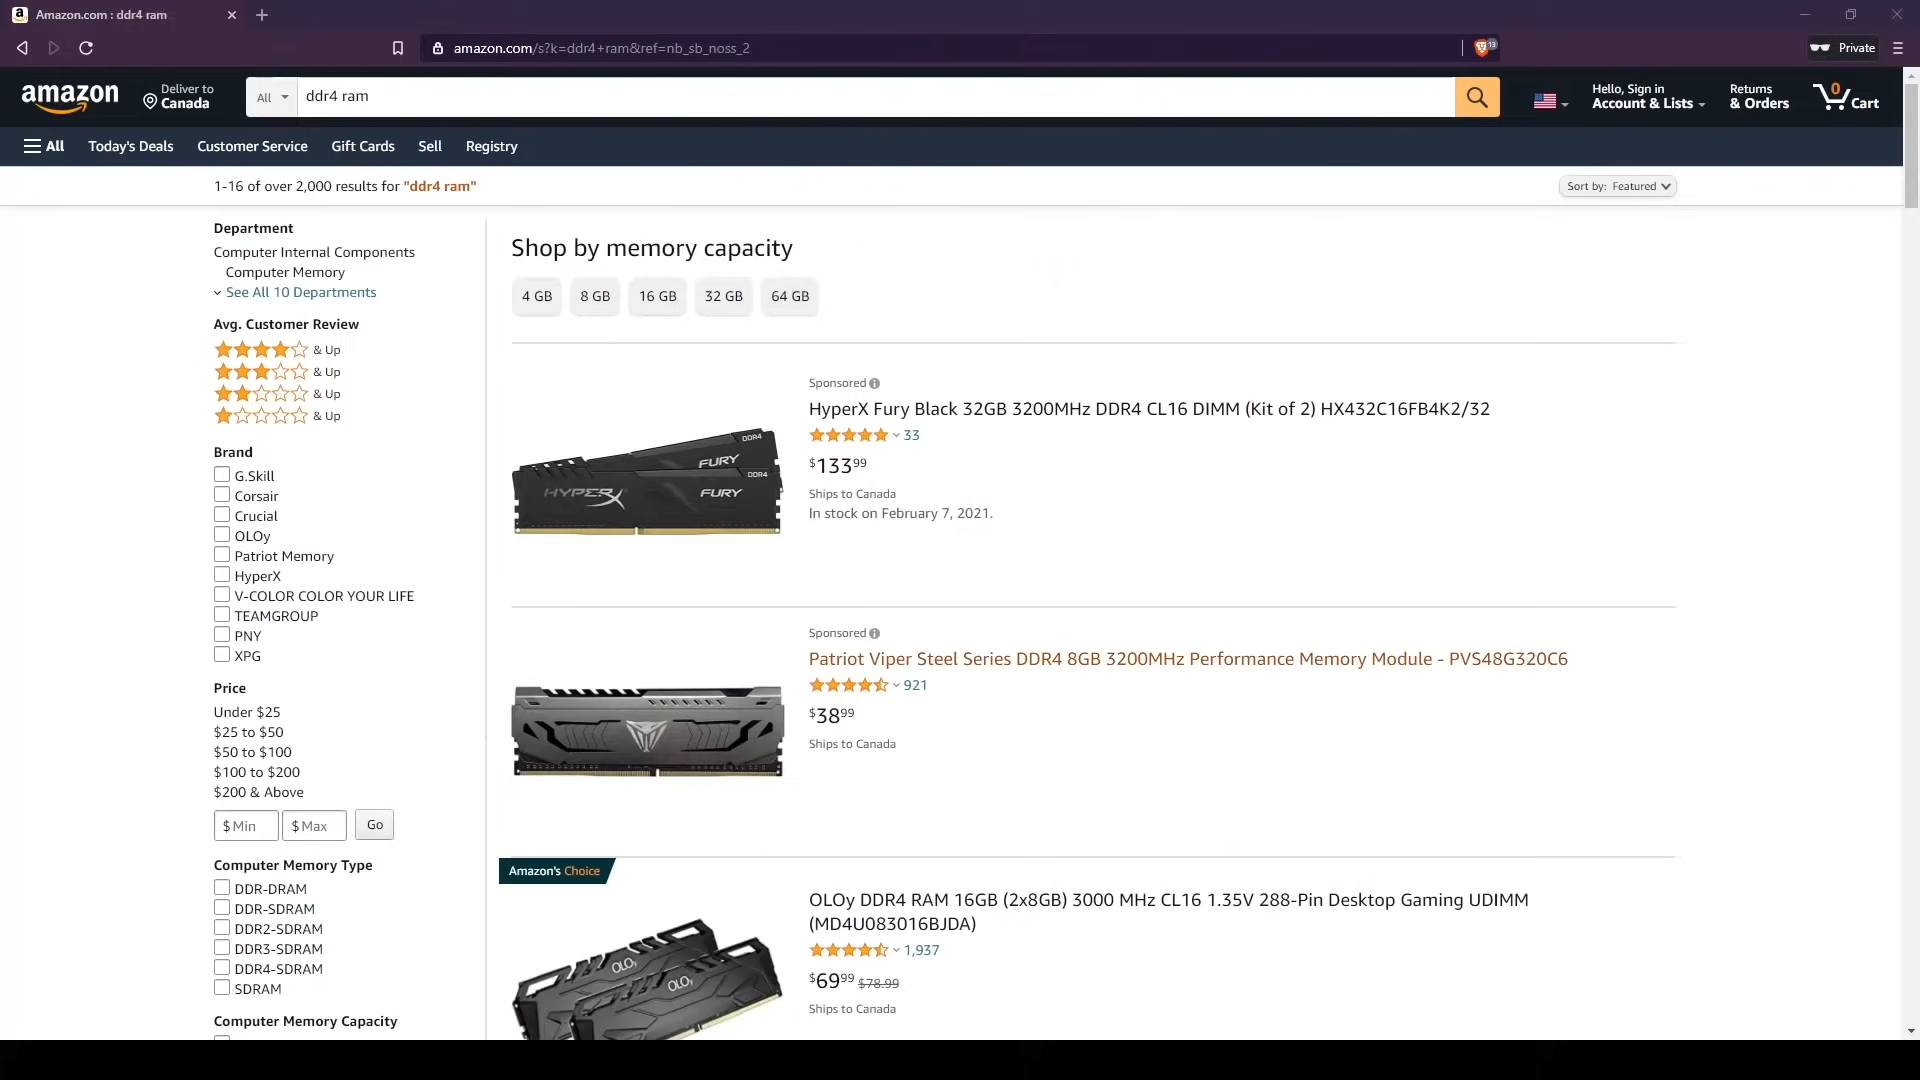 Amazon.com : ddr4 ram
amazon.com/s?k=ddr4+ram&ref=nb_sb_noss_2
13
Private
amazon
Deliver to
Canada
All
ddr4 ram
Hello, Sign in
Account & Lists
Returns
& Orders
0
Cart
All
Today's Deals
Customer Service
Gift Cards
Sell
Registry
1-16 of over 2,000 results for "ddr4 ram"
Sort by: Featured
Department
Computer Internal Components
Computer Memory
See All 10 Departments
Avg. Customer Review
& Up
& Up
& Up
& Up
Brand
G.Skill
Corsair
Crucial
OLOy
Patriot Memory
HyperX
V-COLOR COLOR YOUR LIFE
TEAMGROUP
PNY
XPG
Price
Under $25
$25 to $50
$50 to $100
$100 to $200
$200 & Above
$ Min
$ Max
Go
Computer Memory Type
DDR-DRAM
DDR-SDRAM
DDR2-SDRAM
DDR3-SDRAM
DDR4-SDRAM
SDRAM
Computer Memory Capacity
Shop by memory capacity
4 GB
8 GB
16 GB
32 GB
64 GB
DDR4
FURY
DDR4
HYPERX
FURY
Sponsored
HyperX Fury Black 32GB 3200MHz DDR4 CL16 DIMM (Kit of 2) HX432C16FB4K2/32
33
$133.99
Ships to Canada
In stock on February 7, 2021.
Sponsored
Patriot Viper Steel Series DDR4 8GB 3200MHz Performance Memory Module - PVS48G320C6
921
$38.99
Ships to Canada
Amazon's Choice
OLOy
OLOy
OLOy DDR4 RAM 16GB (2x8GB) 3000 MHz CL16 1.35V 288-Pin Desktop Gaming UDIMM
(MD4U083016BJDA)
1,937
$69.99 $78.99
Ships to Canada